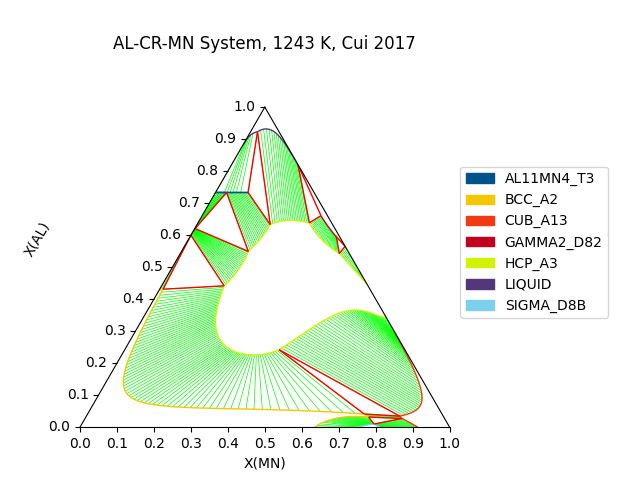 AL-CR-MN System, 1243 K, Cui 2017
X(AL)
1.0
0.9
0.8
0.7
0.6
0.5
0.4
0.3
0.2
0.1
0.0
0.0 0.1 0.2 0.3 0.4 0.5 0.6 0.7 0.8 0.9 1.0
X(MN)
AL11MN4_T3
BCC_A2
CUB_A13
GAMMA2_D82
HCP_A3
LIQUID
SIGMA_D8B